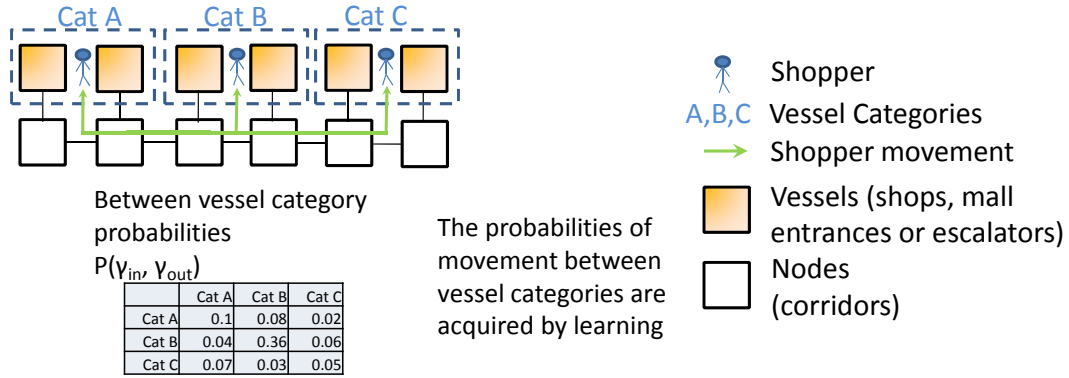 Cat A Cat B Cat C
Between vessel category
probabilities
P(γin, γout)
Cat A Cat B Cat C
Cat A 0.1 0.08 0.02
Cat B 0.04 0.36 0.06
Cat C 0.07 0.03 0.05
The probabilities of
movement between
vessel categories are
acquired by learning
Shopper
A,B,C Vessel Categories
Shopper movement
Vessels (shops, mall
entrances or escalators)
Nodes
(corridors)